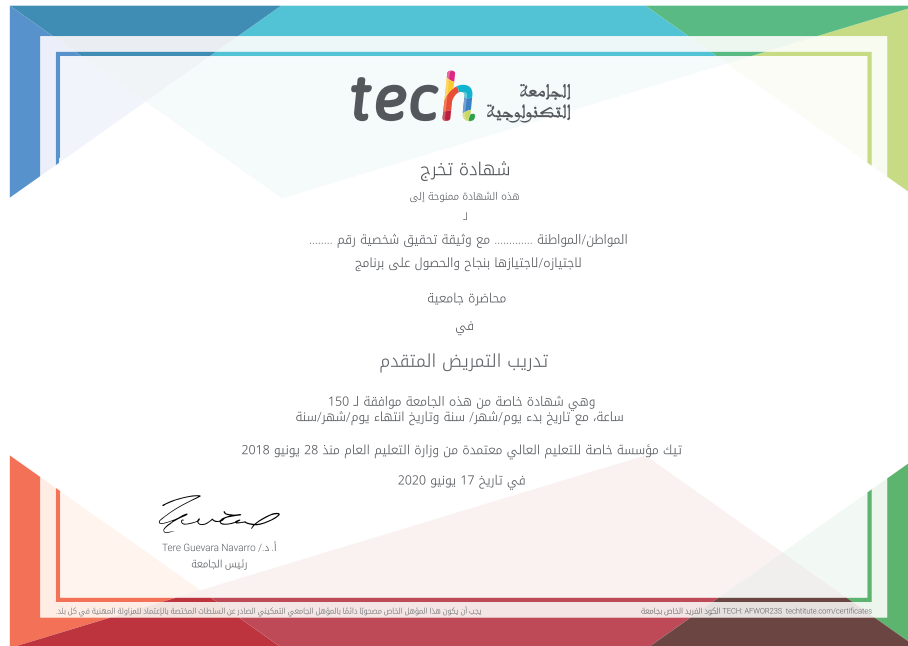 tech الجامعة
التكنولوجية
شهادة تخرج
هذه الشهادة ممنوحة إلى
لـ
المواطن/المواطنة ............. مع وثيقة تحقيق شخصية رقم ........
لاجتيازه/لاجتيازها بنجاح والحصول على برنامج
محاضرة جامعية
في
تدريب التمريض المتقدم
وهي شهادة خاصة من هذه الجامعة موافقة لـ 150
ساعة، مع تاريخ بدء يوم/شهر/ سنة وتاريخ انتهاء يوم/شهر/سنة
تيك مؤسسة خاصة للتعليم العالي معتمدة من وزارة التعليم العام منذ 28 يونيو 2018
في تاريخ 17 يونيو 2020
أ. د./ Tere Guevara Navarro
رئيس الجامعة
يجب أن يكون هذا المؤهل الخاص مصحوبًا دائمًا بالمؤهل الجامعي التمكيني الصادر عن السلطات المختصة بالإعتماد للمزاولة المهنية في كل بلد.
الكود الفريد الخاص بجامعة TECH: AFWOR23S techtitute.com/certificates